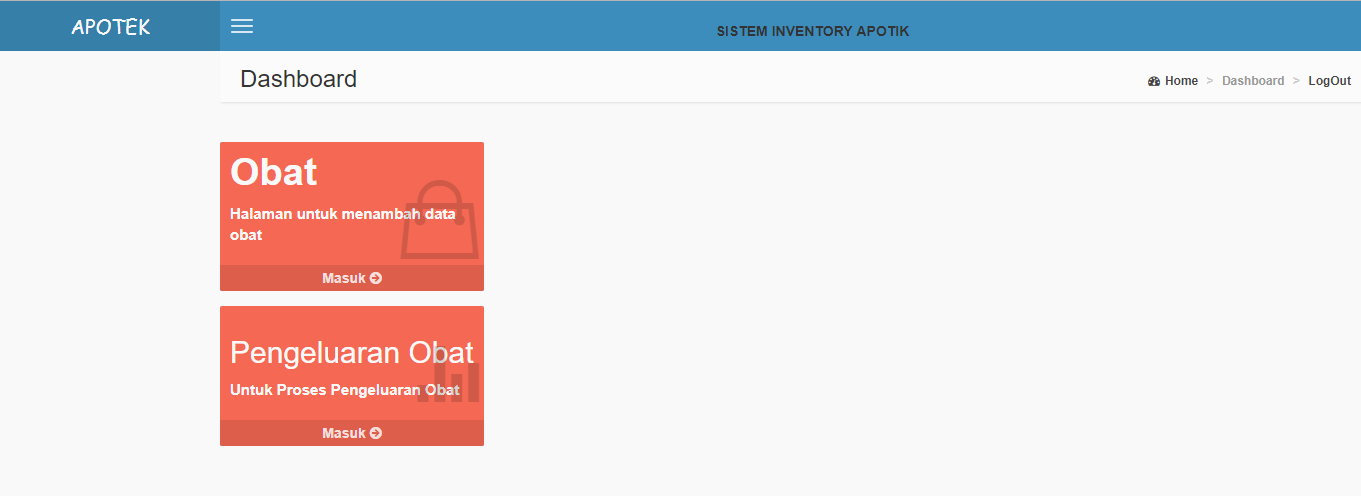 APOTEK
SISTEM INVENTORY APOTIK
Dashboard
Home > Dashboard > LogOut
Obat
Halaman untuk menambah data
obat
Masuk
Pengeluaran Obat
Untuk Proses Pengeluaran Obat
Masuk